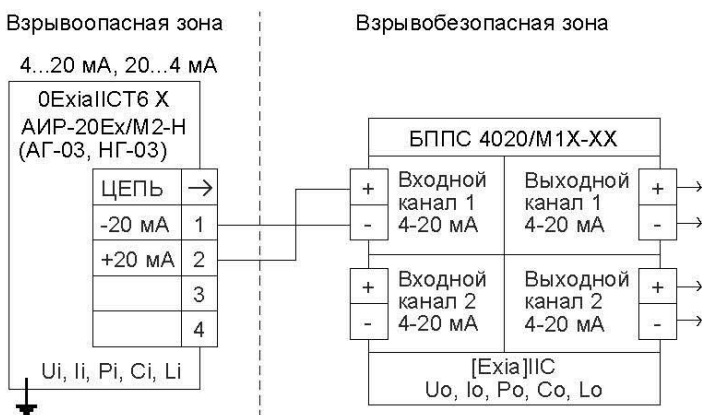 Взрывоопасная зона
Взрывобезопасная зона
4...20 мА, 20...4 мА
0ExiaIICT6 X
АИР-20Ex/М2-Н
(АГ-03, НГ-03)
ЦЕПЬ →
-20 мА 1
+20 мА 2
3
4
Ui, Ii, Pi, Ci, Li
БППС 4020/М1X-XX
+ Входной
канал 1
- 4-20 мА
Выходной +
канал 1
4-20 мА -
+ Входной
канал 2
- 4-20 мА
Выходной +
канал 2
4-20 мА -
[Exia]IIC
Uo, Io, Po, Co, Lo